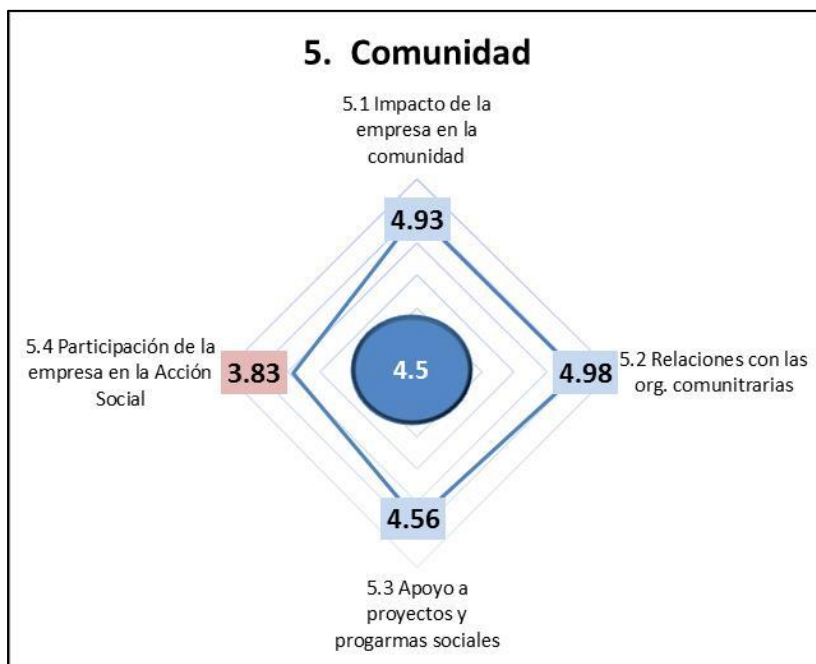 5. Comunidad
5.1 Impacto de la
empresa en la
comunidad
4.93
5.4 Participación de la
empresa en la Acción
Social
3.83
4.5
4.98
5.2 Relaciones con las
org. comunitrarias
4.56
5.3 Apoyo a
proyectos y
progarmas sociales